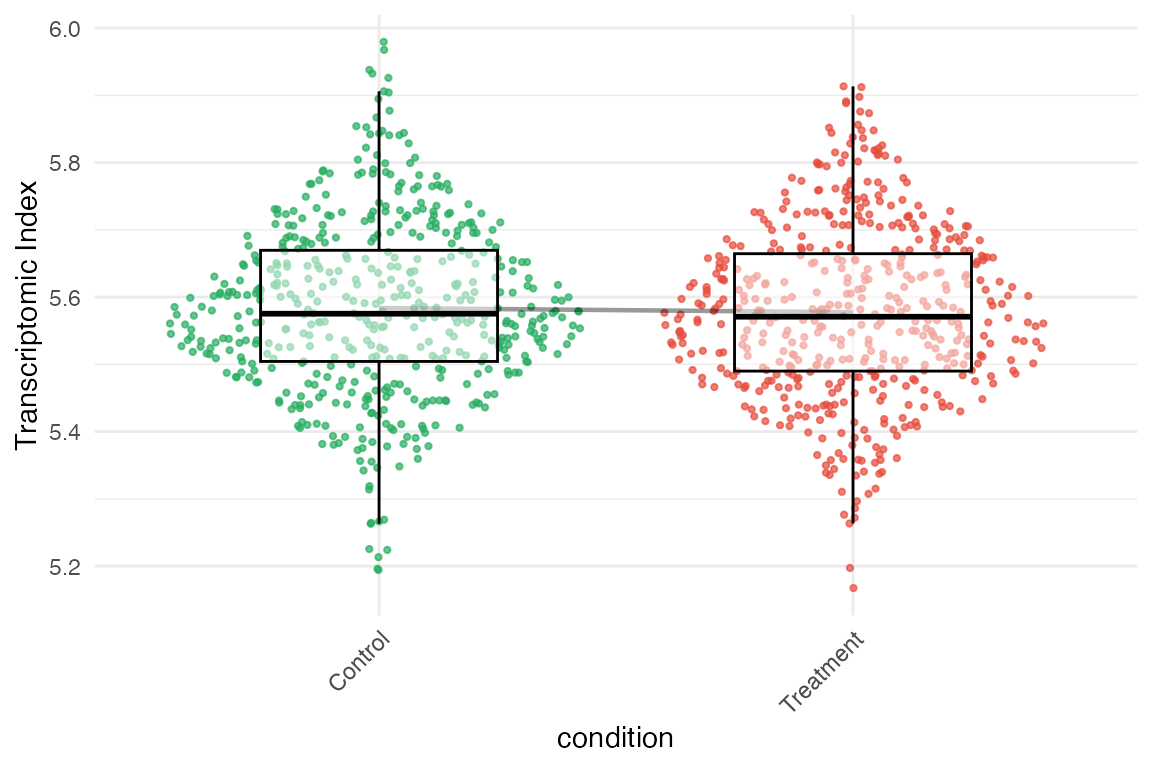 6.0
5.8
5.6
5.4
5.2
Transcriptomic Index
Control
Treatment
condition